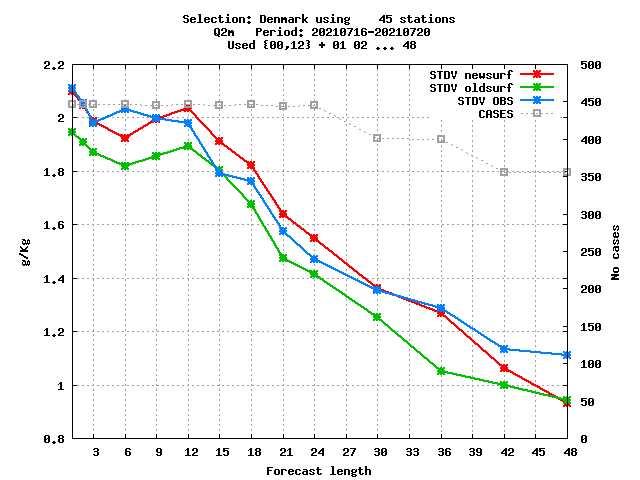 Selection: Denmark using    45 stations
Q2m   Period: 20210716-20210720
Used {00,12} + 01 02 ... 48
STDV newsurf
STDV oldsurf
STDV OBS
CASES
g/Kg
2.2
2
1.8
1.6
1.4
1.2
1
0.8
500
450
400
350
300
250
200
150
100
50
0
No cases
3 6 9 12 15 18 21 24 27 30 33 36 39 42 45 48
Forecast length